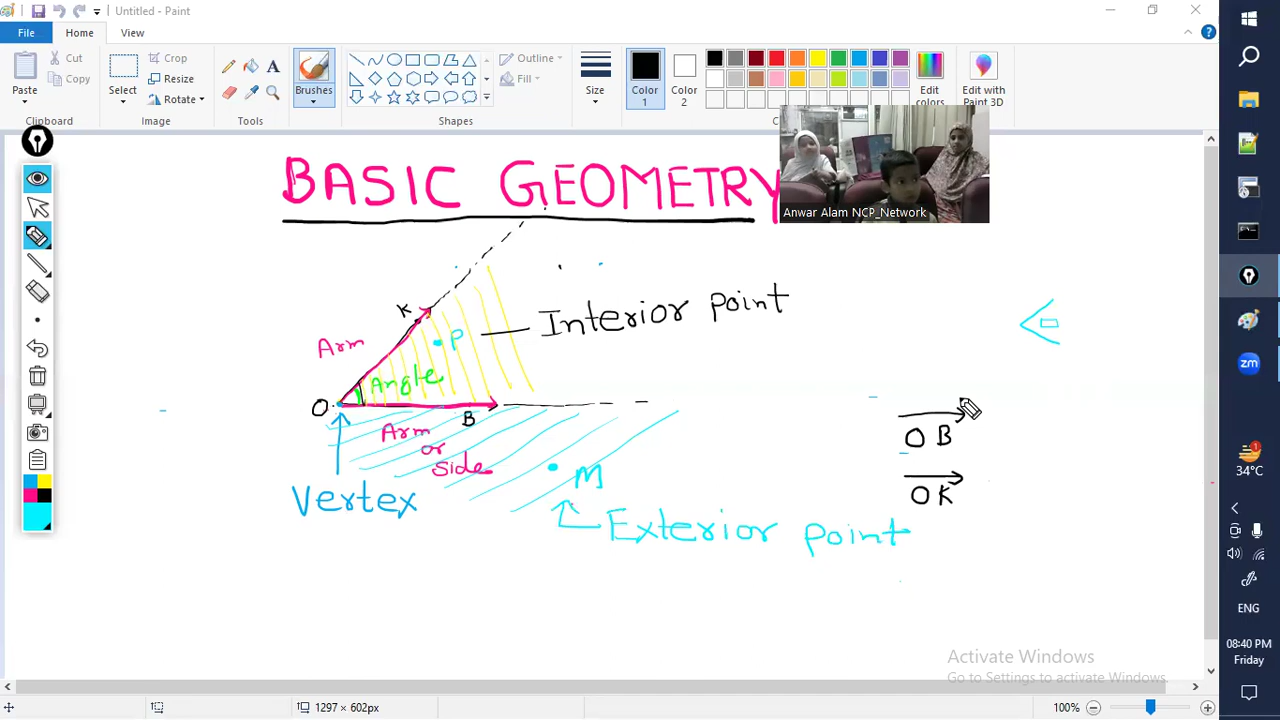 Untitled - Paint
File Home View
Paste
Cut
Copy
Clipboard
Select
Crop
Resize
Rotate
Image
Tools
Brushes
Shapes
Outline
Fill
Size
Color 1
Color 2
Edit colors
Edit with Paint 3D
BASIC GEOMETRY
Anwar Alam NCP_Network
K
Interior point
Arm
P
Angle
O
B
Arm
or
side
O B
M
O K
Vertex
Exterior point
1
34°C
ENG
08:40 PM
Friday
Activate Windows
Go to Settings to activate Windows.
1297 × 602px
100%